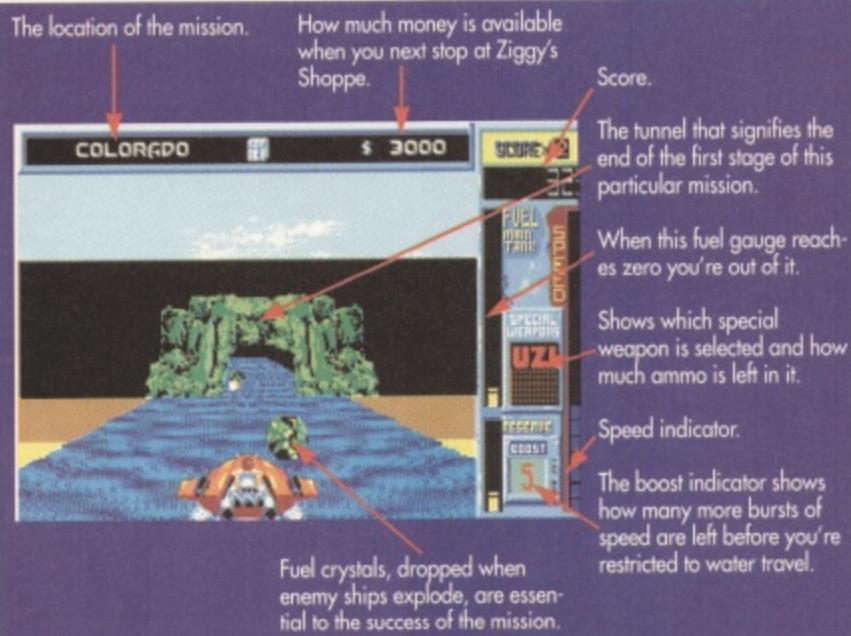 The location of the mission.
How much money is available
when you next stop at Ziggy's
Shoppe.
Score.
The tunnel that signifies the
end of the first stage of this
particular mission.
When this fuel gauge reach-
es zero you're out of it.
Shows which special
weapon is selected and how
much ammo is left in it.
Speed indicator.
The boost indicator shows
how many more bursts of
speed are left before you're
restricted to water travel.
Fuel crystals, dropped when
enemy ships explode, are essen-
tial to the success of the mission.
COLORADO
$ 3000
SCORE
FUEL
MAIN
TANK
SPEED
SPECIAL
WEAPONS
UZI
RESERVE
BOOST
5